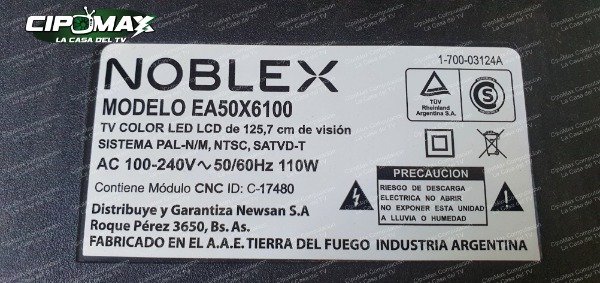 CIPOMAX
LA CASA DEL TV
1-700-03124A
NOBLEX
MODELO EA50X6100
TV COLOR LED LCD de 125,7 cm de visión
SISTEMA PAL-N/M, NTSC, SATVD-T
AC 100-240V~ 50/60Hz 110W
Contiene Módulo CNC ID: C-17480
TÜV
Rheinland
Argentina S.A.
S
PRECAUCION
RIESGO DE DESCARGA
ELECTRICA NO ABRIR
NO EXPONER ESTA UNIDAD
A LLUVIA O HUMEDAD
Distribuye y Garantiza Newsan S.A
Roque Pérez 3650, Bs. As.
FABRICADO EN EL A.A.E. TIERRA DEL FUEGO INDUSTRIA ARGENTINA